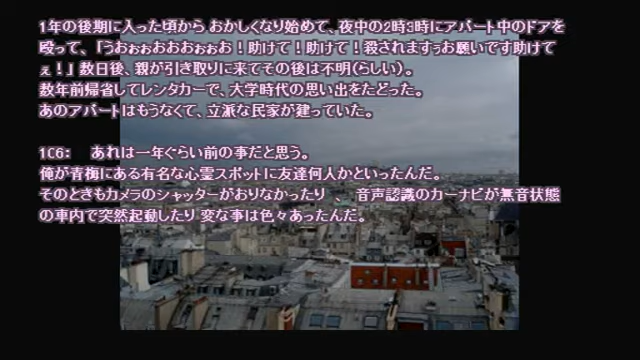 1年の後期に入った頃から おかしくなり始めて、夜中の2時3時にアパート中のドアを
殴って、 「うおぉぉおおおぉぉお！助けて！助けて！殺されますぅお願いです助けて
ぇ！」 数日後、親が引き取りに来てその後は不明(らしい)。
数年前帰省してレンタカーで、大学時代の思い出をたどった。
あのアパートはもうなくて、立派な民家が建っていた。
1C6： あれは一年ぐらい前の事だと思う。
俺が青梅にある有名な心霊スポットに友達何人かといったんだ。
そのときもカメラのシャッターがおりなかったり 、 音声認識のカーナビが無音状態
の車内で突然起動したり 変な事は色々あったんだ。